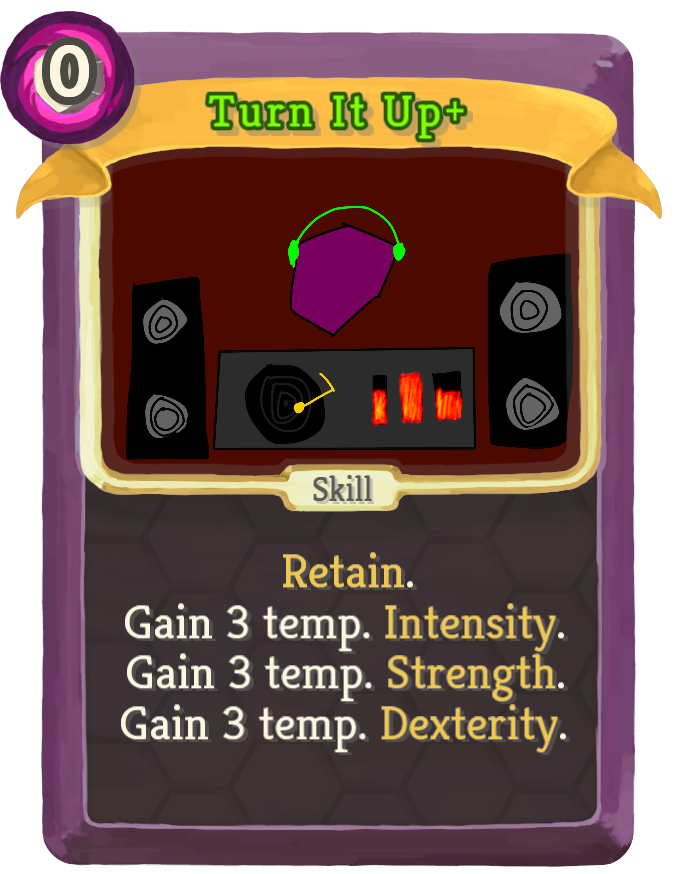 0
Turn It Up+
Skill
Retain.
Gain 3 temp. Intensity.
Gain 3 temp. Strength.
Gain 3 temp. Dexterity.